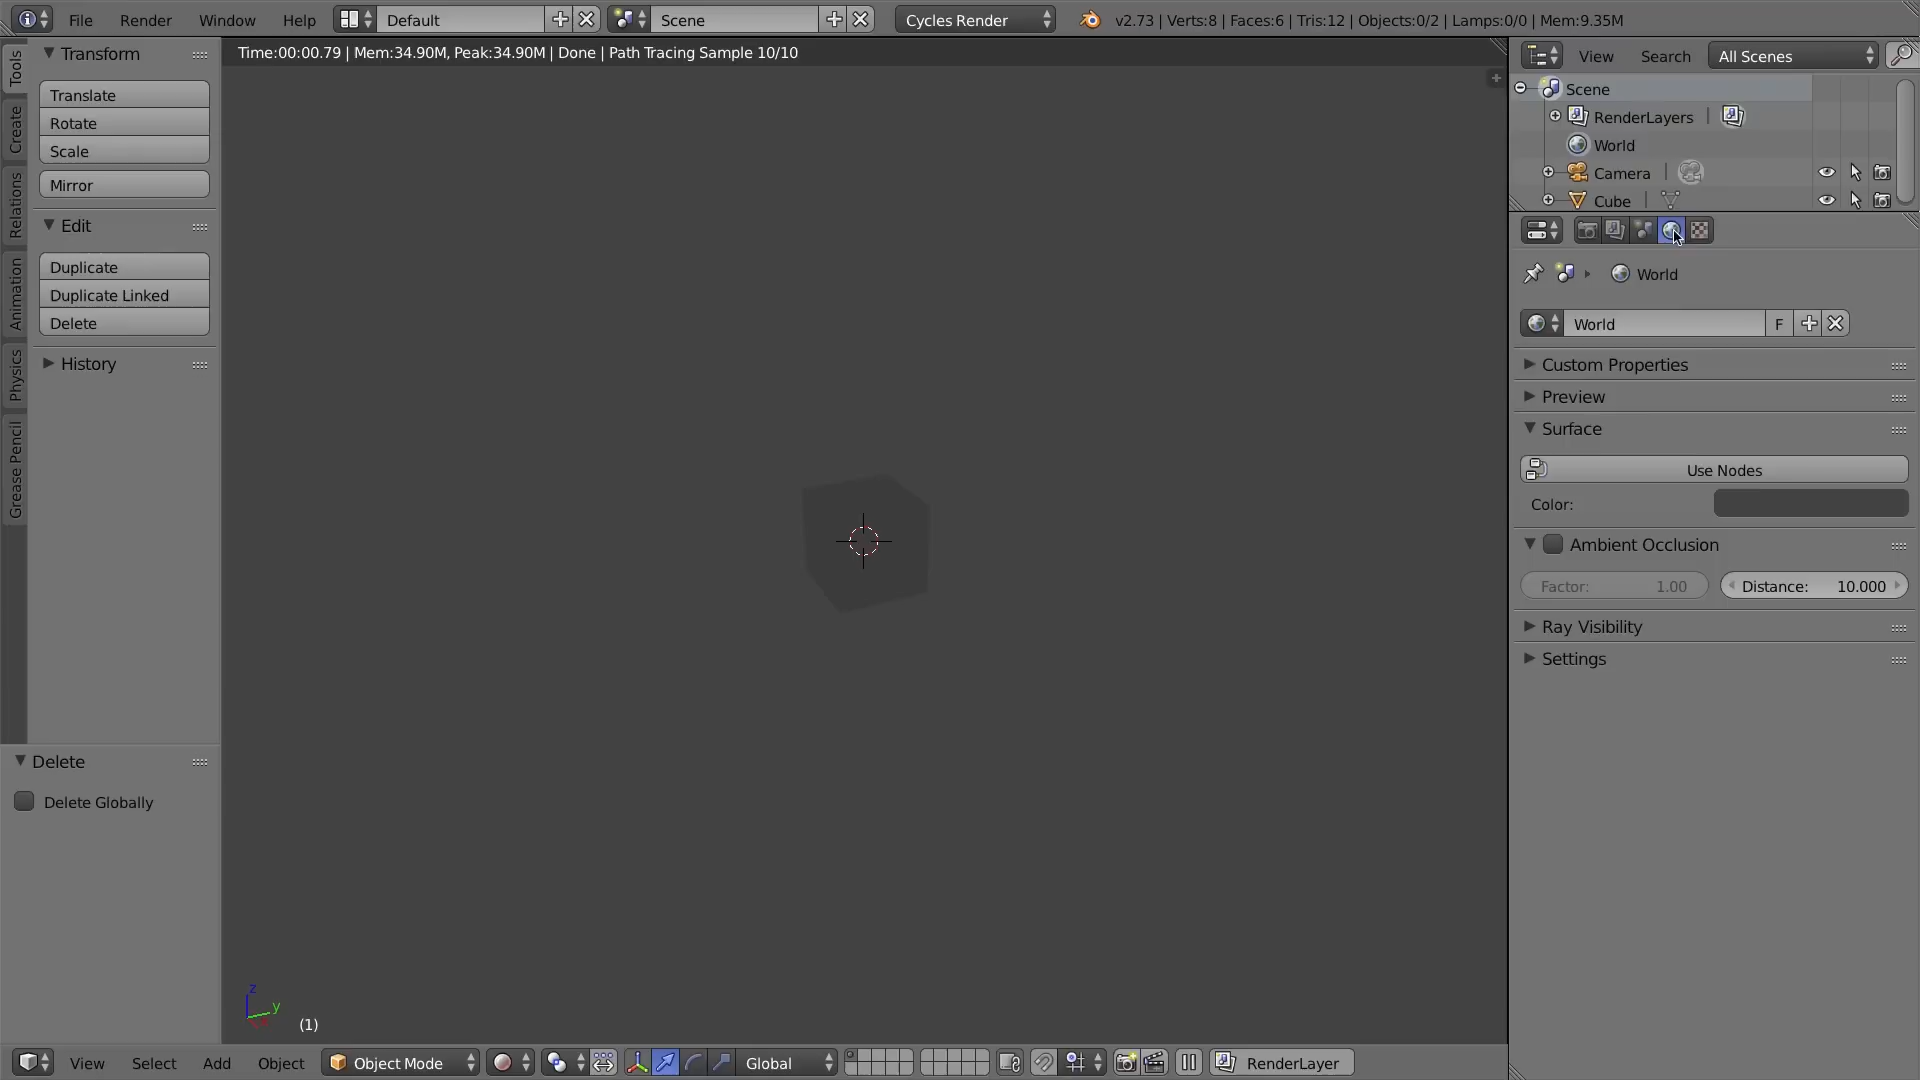 File Render Window Help Default Scene Cycles Render v2.73 | Verts:8 | Faces:6 | Tris:12 | Objects:0/2 | Lamps:0/0 | Mem:9.35M
Time:00:00.79 | Mem:34.90M, Peak:34.90M | Done | Path Tracing Sample 10/10
Tools
Create
Relations
Animation
Physics
Grease Pencil
Transform
Translate
Rotate
Scale
Mirror
Edit
Duplicate
Duplicate Linked
Delete
History
Delete
Delete Globally
z
y
(1)
View Select Add Object Object Mode Global RenderLayer
View Search All Scenes
Scene
RenderLayers
World
Camera
Cube
World
World F
Custom Properties
Preview
Surface
Use Nodes
Color:
Ambient Occlusion
Factor: 1.00 Distance: 10.000
Ray Visibility
Settings